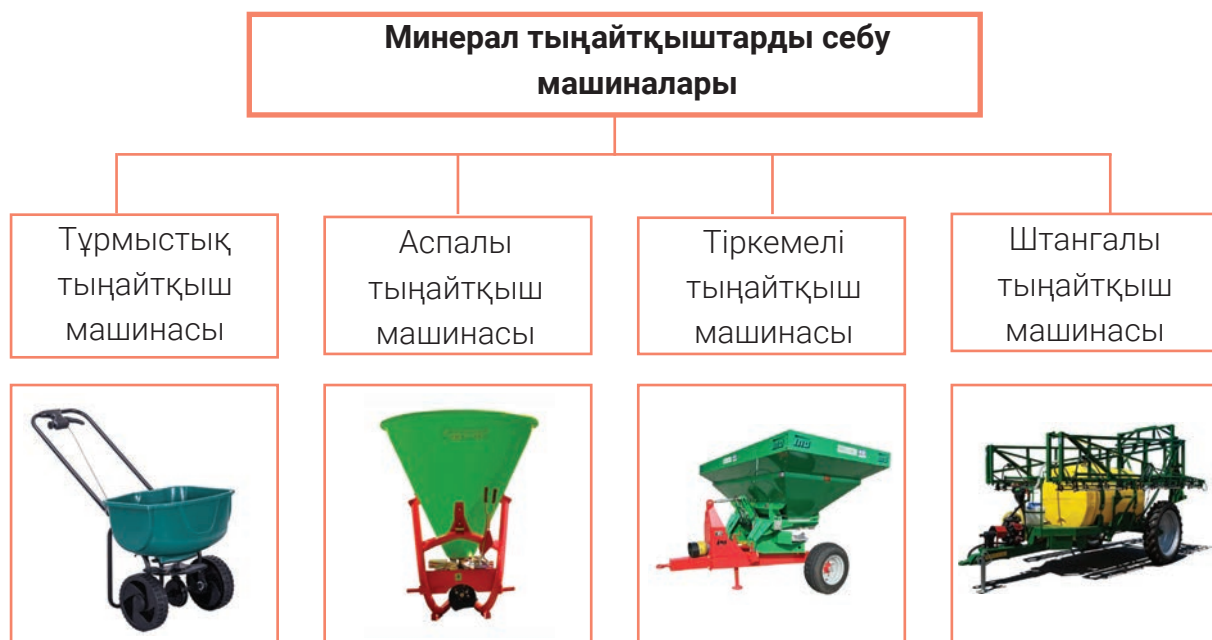 Минерал тыңайтқыштарды себу
машиналары
Тұрмыстық
тыңайтқыш
машинасы
Аспалы
тыңайтқыш
машинасы
Тіркемелі
тыңайтқыш
машинасы
Штангалы
тыңайтқыш
машинасы